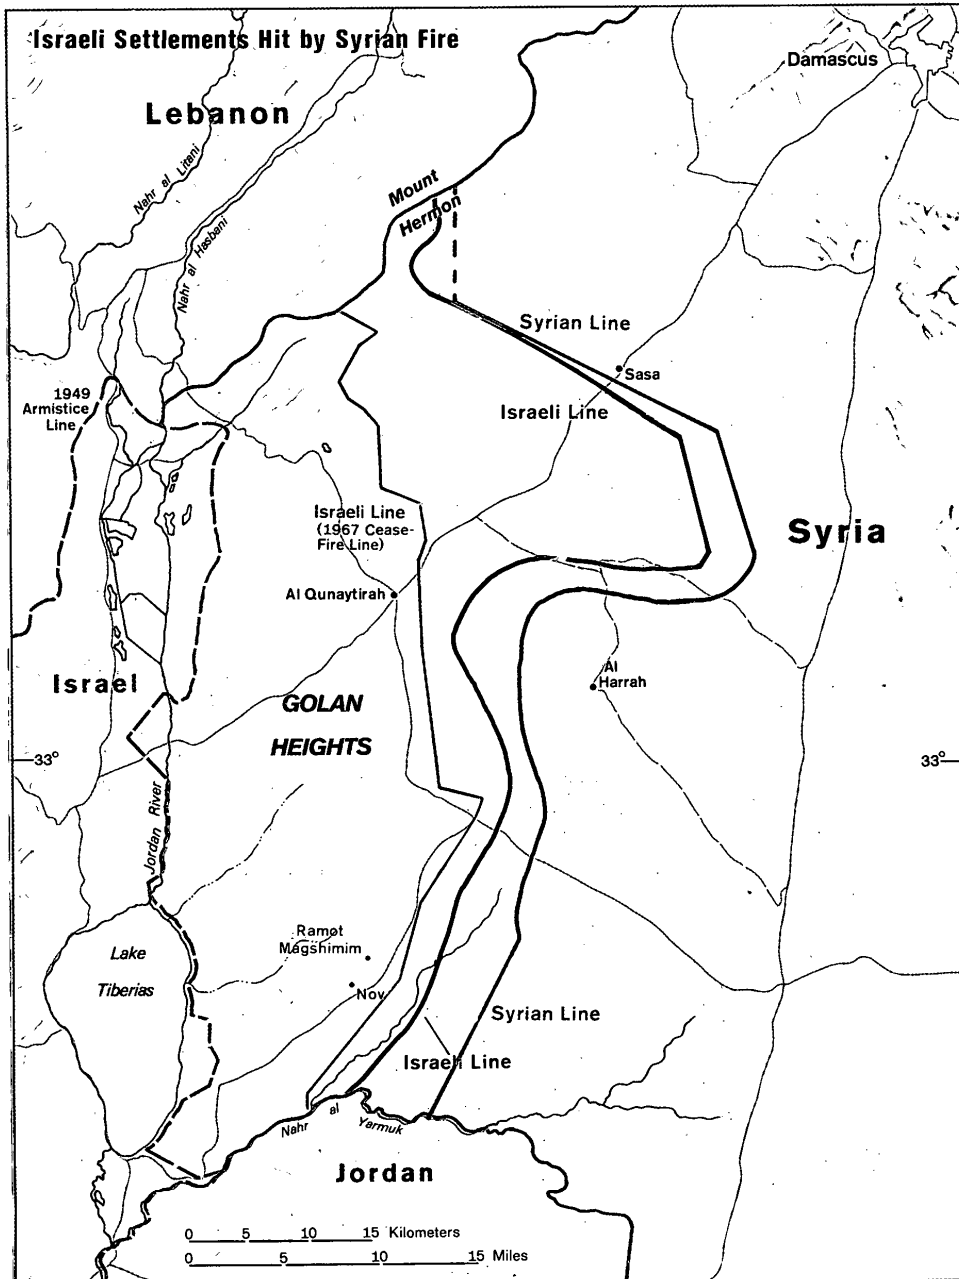 Israeli Settlements Hit by Syrian Fire
Damascus
Lebanon
Nahr al Litani
Mount
Hermon
Nahr al Hasbani
Syrian Line
Sasa
1949
Armistice
Line
Israeli Line
Israeli Line
(1967 Cease-
Fire Line)
Syria
Al Qunaytirah
Israel
Al
Harrah
GOLAN
HEIGHTS
33°
33°
Jordan River
Ramot
Magshimim
Lake
Tiberias
Nov
Syrian Line
Israeli Line
Nahr al Yarmuk
Jordan
0 5 10 15 Kilometers
0 5 10 15 Miles